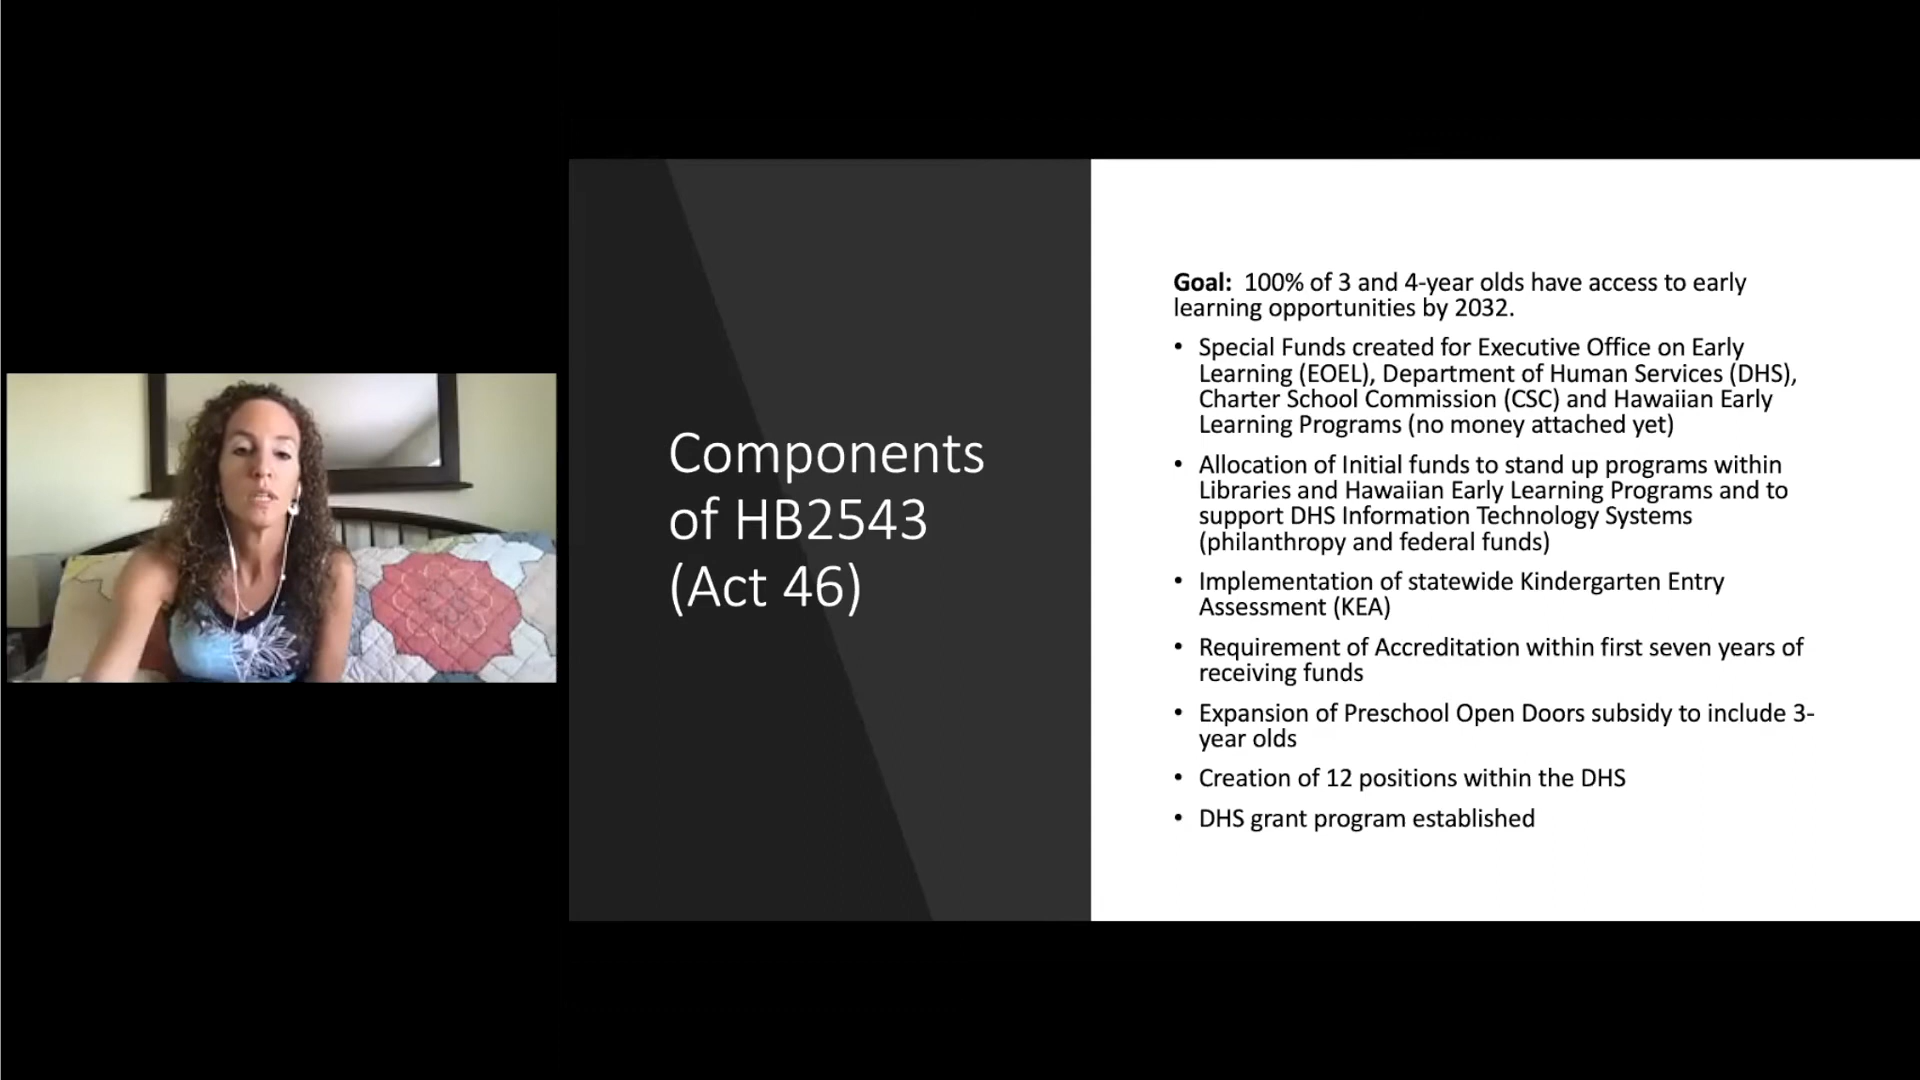 Components
of HB2543
(Act 46)
Goal:  100% of 3 and 4-year olds have access to early
learning opportunities by 2032.
• Special Funds created for Executive Office on Early
Learning (EOEL), Department of Human Services (DHS),
Charter School Commission (CSC) and Hawaiian Early
Learning Programs (no money attached yet)
• Allocation of Initial funds to stand up programs within
Libraries and Hawaiian Early Learning Programs and to
support DHS Information Technology Systems
(philanthropy and federal funds)
• Implementation of statewide Kindergarten Entry
Assessment (KEA)
• Requirement of Accreditation within first seven years of
receiving funds
• Expansion of Preschool Open Doors subsidy to include 3-
year olds
• Creation of 12 positions within the DHS
• DHS grant program established